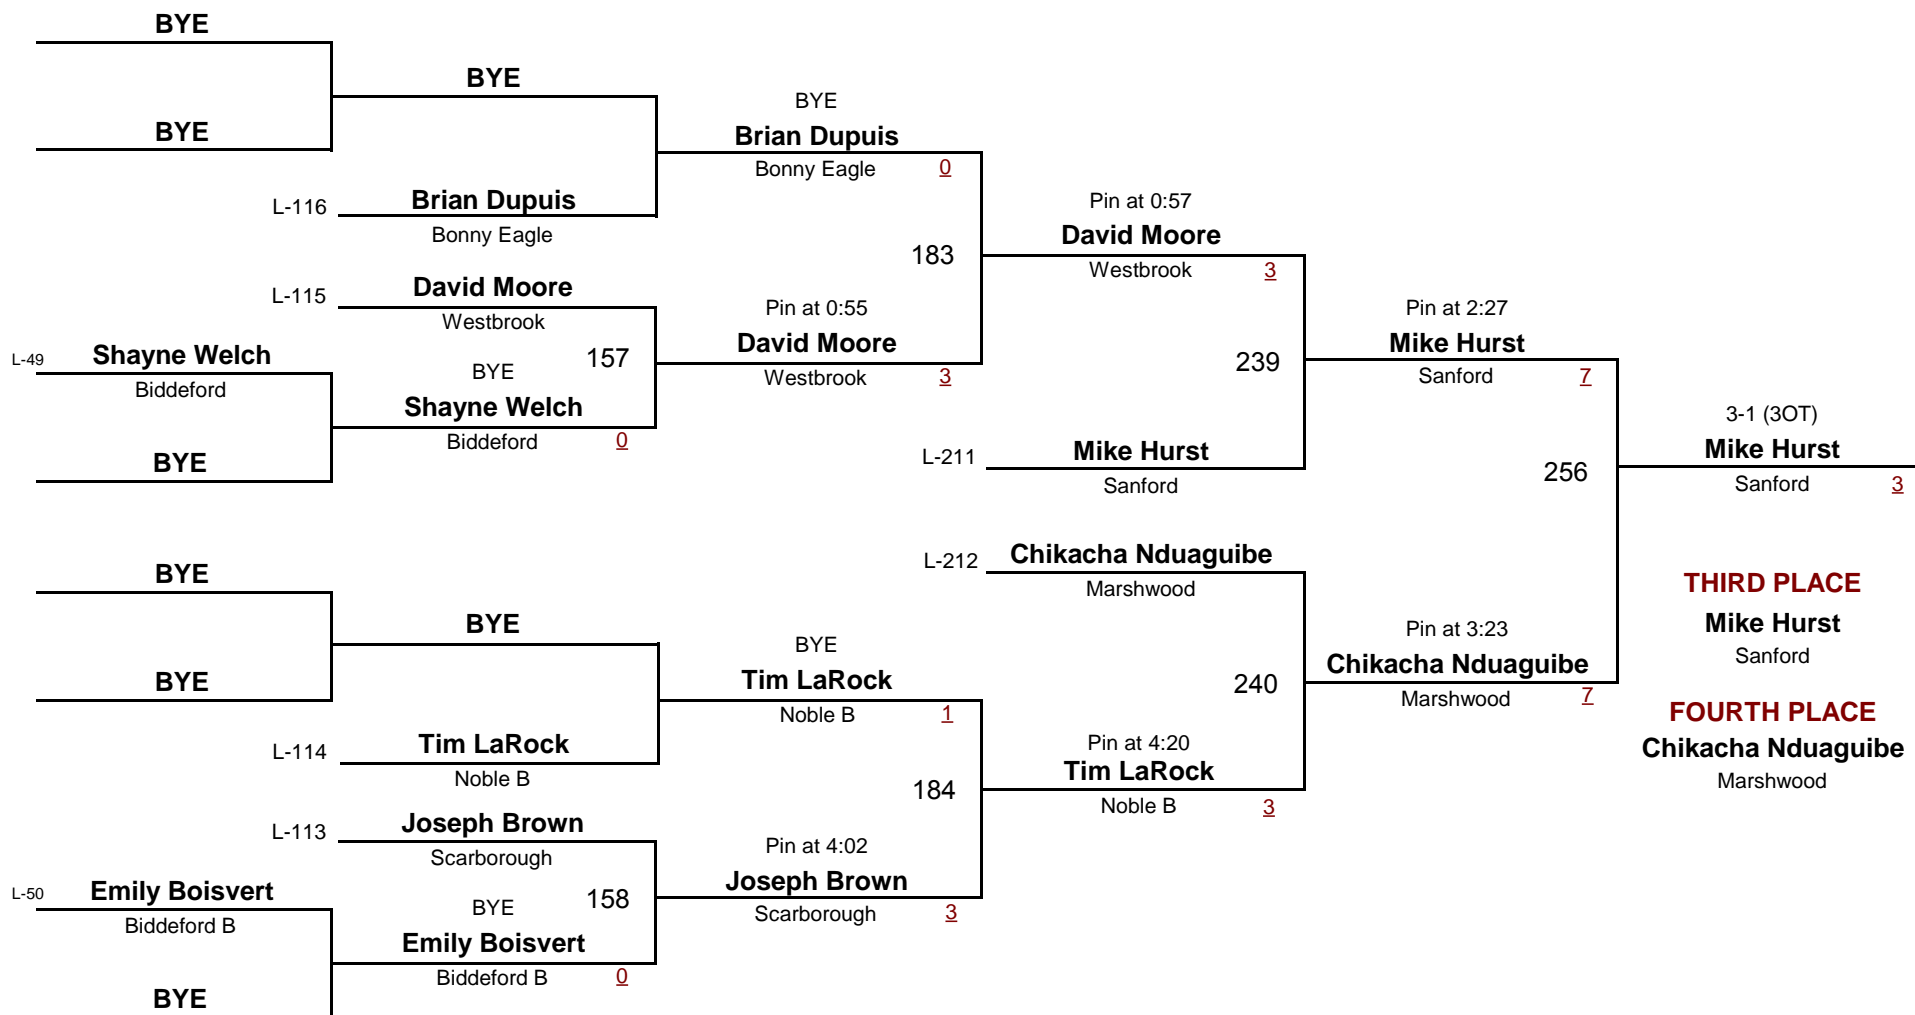 BYE
BYE
BYE
BYE
Brian Dupuis
Bonny Eagle
0
L-116
Brian Dupuis
Bonny Eagle
Pin at 0:57
David Moore
Westbrook
3
183
L-115
David Moore
Westbrook
Pin at 0:55
David Moore
Westbrook
3
157
L-49
Shayne Welch
Biddeford
BYE
Shayne Welch
Biddeford
0
BYE
Pin at 2:27
Mike Hurst
Sanford
7
239
L-211
Mike Hurst
Sanford
256
3-1 (3OT)
Mike Hurst
Sanford
3
L-212
Chikacha Nduaguibe
Marshwood
BYE
BYE
BYE
BYE
Tim LaRock
Noble B
1
L-114
Tim LaRock
Noble B
240
Pin at 3:23
Chikacha Nduaguibe
Marshwood
7
Pin at 4:20
Tim LaRock
Noble B
3
184
L-113
Joseph Brown
Scarborough
Pin at 4:02
Joseph Brown
Scarborough
3
158
L-50
Emily Boisvert
Biddeford B
BYE
Emily Boisvert
Biddeford B
0
BYE
THIRD PLACE
Mike Hurst
Sanford
FOURTH PLACE
Chikacha Nduaguibe
Marshwood